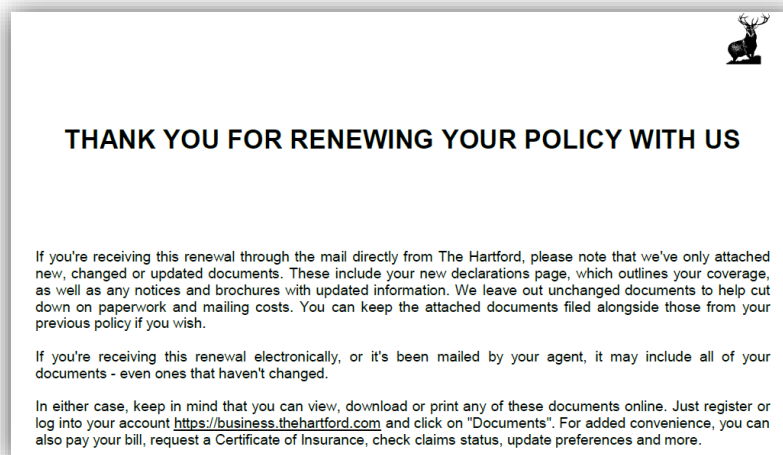 THANK YOU FOR RENEWING YOUR POLICY WITH US
If you're receiving this renewal through the mail directly from The Hartford, please note that we've only attached
new, changed or updated documents. These include your new declarations page, which outlines your coverage,
as well as any notices and brochures with updated information. We leave out unchanged documents to help cut
down on paperwork and mailing costs. You can keep the attached documents filed alongside those from your
previous policy if you wish.
If you're receiving this renewal electronically, or it's been mailed by your agent, it may include all of your
documents - even ones that haven't changed.
In either case, keep in mind that you can view, download or print any of these documents online. Just register or
log into your account https://business.thehartford.com and click on "Documents". For added convenience, you can
also pay your bill, request a Certificate of Insurance, check claims status, update preferences and more.